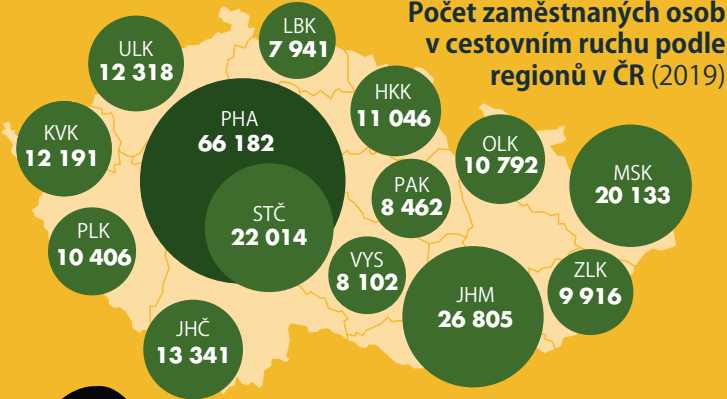 Počet zaměstnaných osob
v cestovním ruchu podle
regionů v ČR (2019)
LBK
7 941
ULK
12 318
HKK
11 046
PHA
66 182
KVK
12 191
OLK
10 792
MSK
20 133
PAK
8 462
STČ
22 014
PLK
10 406
VYS
8 102
ZLK
9 916
JHM
26 805
JHČ
13 341